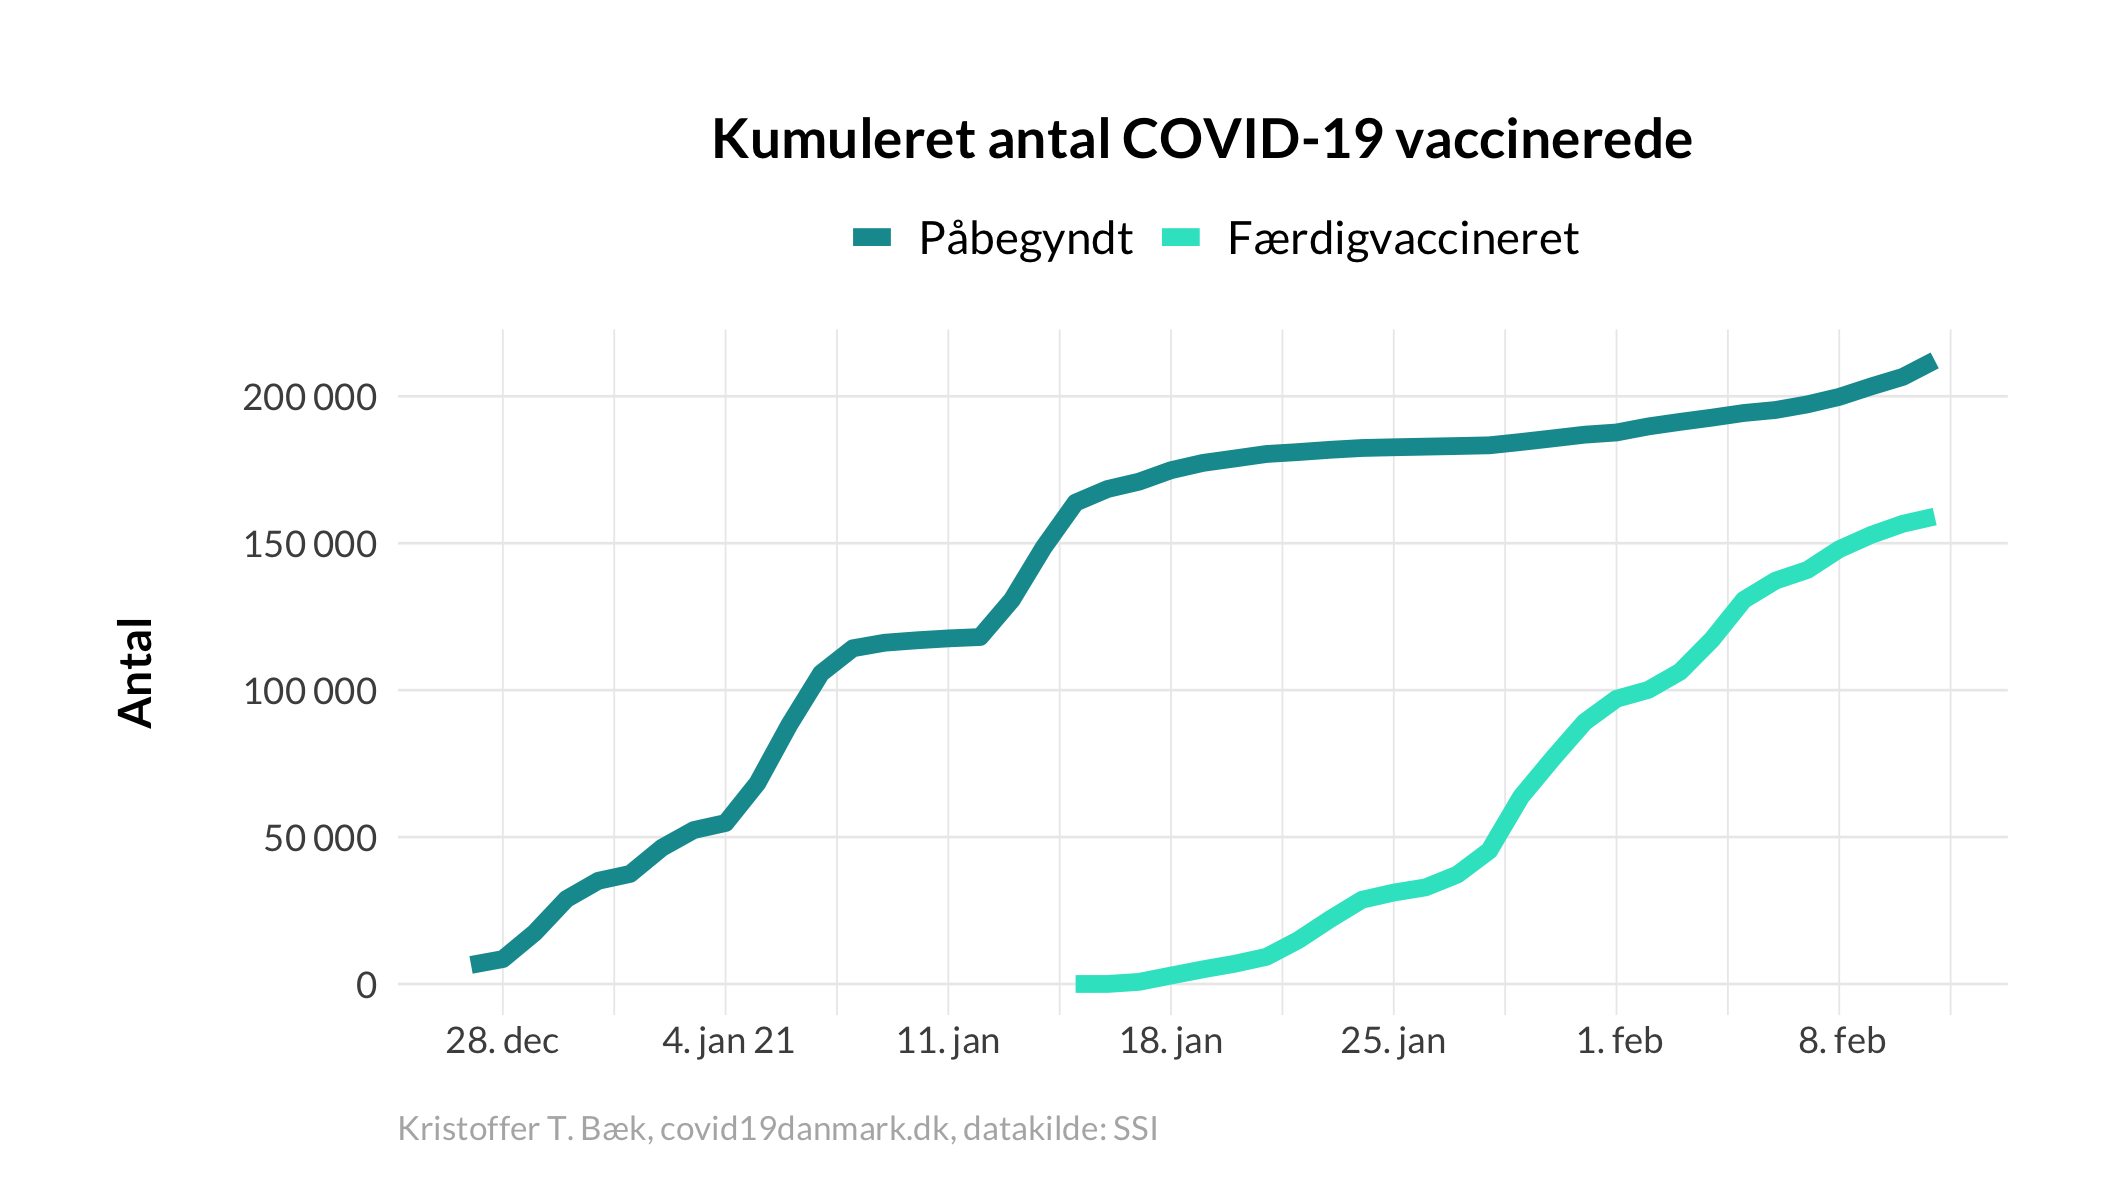 Kumuleret antal COVID-19 vaccinerede
Påbegyndt Færdigvaccineret
Antal
200 000
150 000
100 000
50 000
0
28. dec 4. jan 21 11. jan 18. jan 25. jan 1. feb 8. feb
Kristoffer T. Bæk, covid19danmark.dk, datakilde: SSI